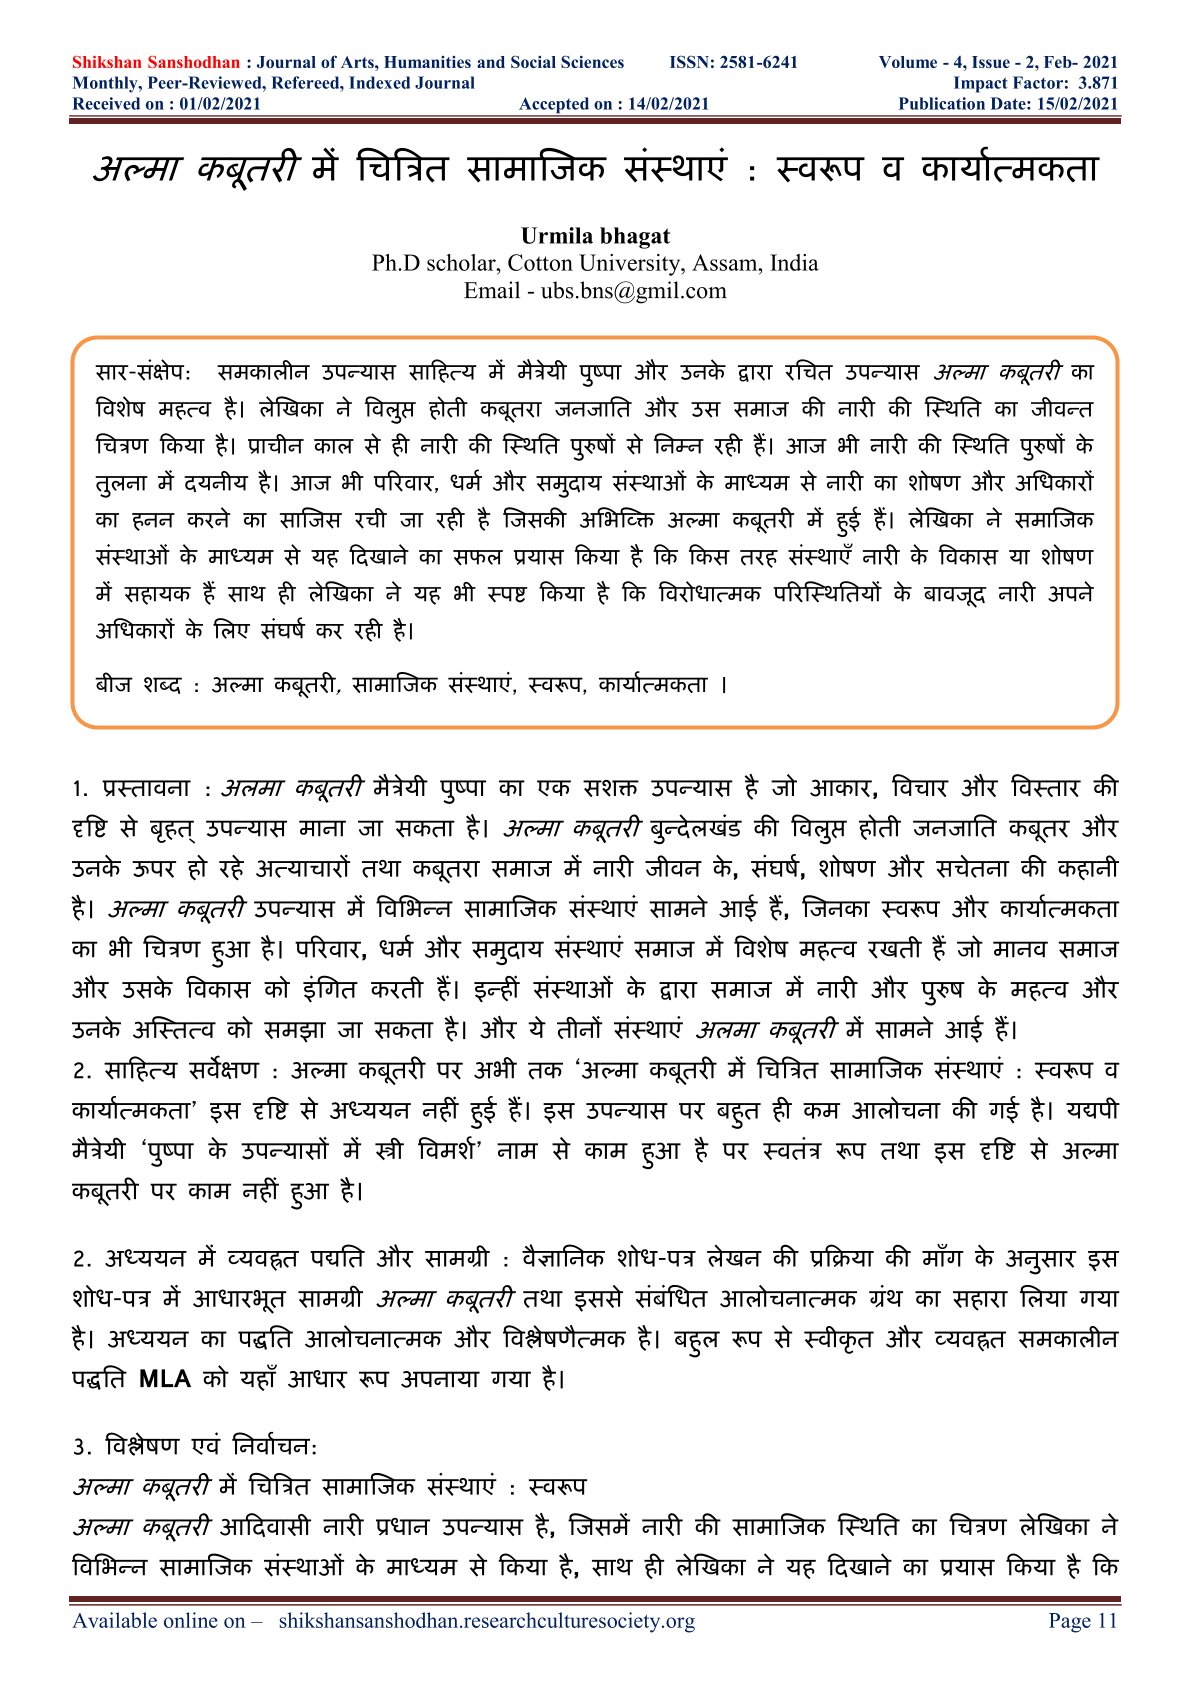 Shikshan Sanshodhan : Journal of Arts, Humanities and Social Sciences ISSN: 2581-6241 Volume - 4, Issue - 2, Feb- 2021
Monthly, Peer-Reviewed, Refereed, Indexed Journal Impact Factor: 3.871
Received on : 01/02/2021 Accepted on : 14/02/2021 Publication Date: 15/02/2021
अल्मा कबूतरी में चित्रित सामाजिक संस्थाएं : स्वरूप व कार्यात्मकता
Urmila bhagat
Ph.D scholar, Cotton University, Assam, India
Email - ubs.bns@gmil.com
सार-संक्षेप: समकालीन उपन्यास साहित्य में मैत्रेयी पुष्पा और उनके द्वारा रचित उपन्यास अल्मा कबूतरी का
विशेष महत्व है। लेखिका ने विलुप्त होती कबूतरा जनजाति और उस समाज की नारी की स्थिति का जीवन्त
चित्रण किया है। प्राचीन काल से ही नारी की स्थिति पुरुषों से निम्न रही हैं। आज भी नारी की स्थिति पुरुषों के
तुलना में दयनीय है। आज भी परिवार, धर्म और समुदाय संस्थाओं के माध्यम से नारी का शोषण और अधिकारों
का हनन करने का साजिस रची जा रही है जिसकी अभिव्क्ति अल्मा कबूतरी में हुई हैं। लेखिका ने समाजिक
संस्थाओं के माध्यम से यह दिखाने का सफल प्रयास किया है कि किस तरह संस्थाएँ नारी के विकास या शोषण
में सहायक हैं साथ ही लेखिका ने यह भी स्पष्ट किया है कि विरोधात्मक परिस्थितियों के बावजूद नारी अपने
अधिकारों के लिए संघर्ष कर रही है।
बीज शब्द : अल्मा कबूतरी, सामाजिक संस्थाएं, स्वरूप, कार्यात्मकता ।
1. प्रस्तावना : अलमा कबूतरी मैत्रेयी पुष्पा का एक सशक्त उपन्यास है जो आकार, विचार और विस्तार की
दृष्टि से बृहत् उपन्यास माना जा सकता है। अल्मा कबूतरी बुन्देलखंड की विलुप्त होती जनजाति कबूतर और
उनके ऊपर हो रहे अत्याचारों तथा कबूतरा समाज में नारी जीवन के, संघर्ष, शोषण और सचेतना की कहानी
है। अल्मा कबूतरी उपन्यास में विभिन्न सामाजिक संस्थाएं सामने आई हैं, जिनका स्वरूप और कार्यात्मकता
का भी चित्रण हुआ है। परिवार, धर्म और समुदाय संस्थाएं समाज में विशेष महत्व रखती हैं जो मानव समाज
और उसके विकास को इंगित करती हैं। इन्हीं संस्थाओं के द्वारा समाज में नारी और पुरुष के महत्व और
उनके अस्तित्व को समझा जा सकता है। और ये तीनों संस्थाएं अलमा कबूतरी में सामने आई हैं।
2. साहित्य सर्वेक्षण : अल्मा कबूतरी पर अभी तक ‘अल्मा कबूतरी में चित्रित सामाजिक संस्थाएं : स्वरूप व
कार्यात्मकता’ इस दृष्टि से अध्ययन नहीं हुई हैं। इस उपन्यास पर बहुत ही कम आलोचना की गई है। यद्यपी
मैत्रेयी ‘पुष्पा के उपन्यासों में स्त्री विमर्श’ नाम से काम हुआ है पर स्वतंत्र रूप तथा इस दृष्टि से अल्मा
कबूतरी पर काम नहीं हुआ है।
2. अध्ययन में व्यवहृत पद्यति और सामग्री : वैज्ञानिक शोध-पत्र लेखन की प्रक्रिया की माँग के अनुसार इस
शोध-पत्र में आधारभूत सामग्री अल्मा कबूतरी तथा इससे संबंधित आलोचनात्मक ग्रंथ का सहारा लिया गया
है। अध्ययन का पद्धति आलोचनात्मक और विश्लेषणैत्मक है। बहुल रूप से स्वीकृत और व्यवहृत समकालीन
पद्धति MLA को यहाँ आधार रूप अपनाया गया है।
3. विश्लेषण एवं निर्वाचन:
अल्मा कबूतरी में चित्रित सामाजिक संस्थाएं : स्वरूप
अल्मा कबूतरी आदिवासी नारी प्रधान उपन्यास है, जिसमें नारी की सामाजिक स्थिति का चित्रण लेखिका ने
विभिन्न सामाजिक संस्थाओं के माध्यम से किया है, साथ ही लेखिका ने यह दिखाने का प्रयास किया है कि
Available online on – shikshansanshodhan.researchculturesociety.org Page 11